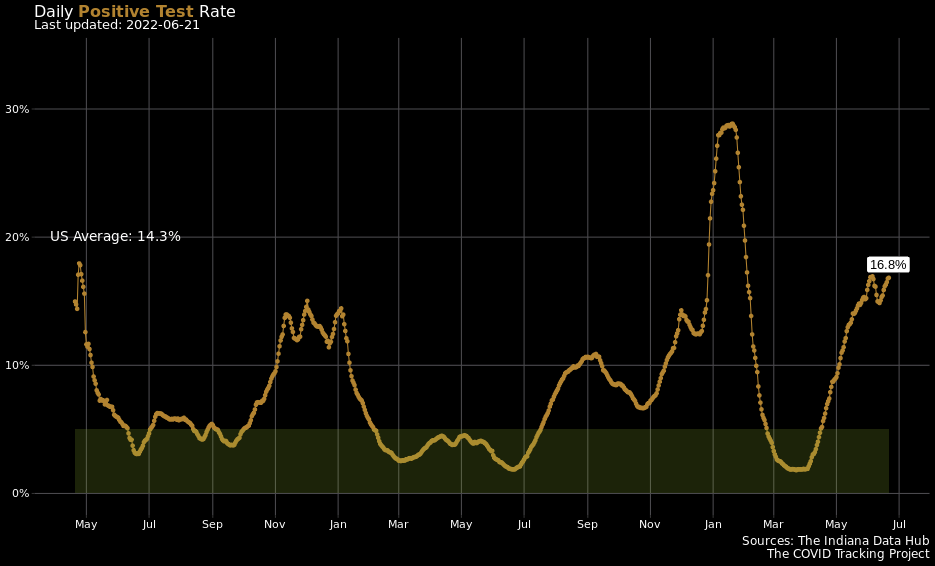 Daily Positive Test Rate
Last updated: 2022-06-21
30%
20%
10%
0%
US Average: 14.3%
16.8%
May Jul Sep Nov Jan Mar May Jul Sep Nov Jan Mar May Jul
Sources: The Indiana Data Hub
The COVID Tracking Project